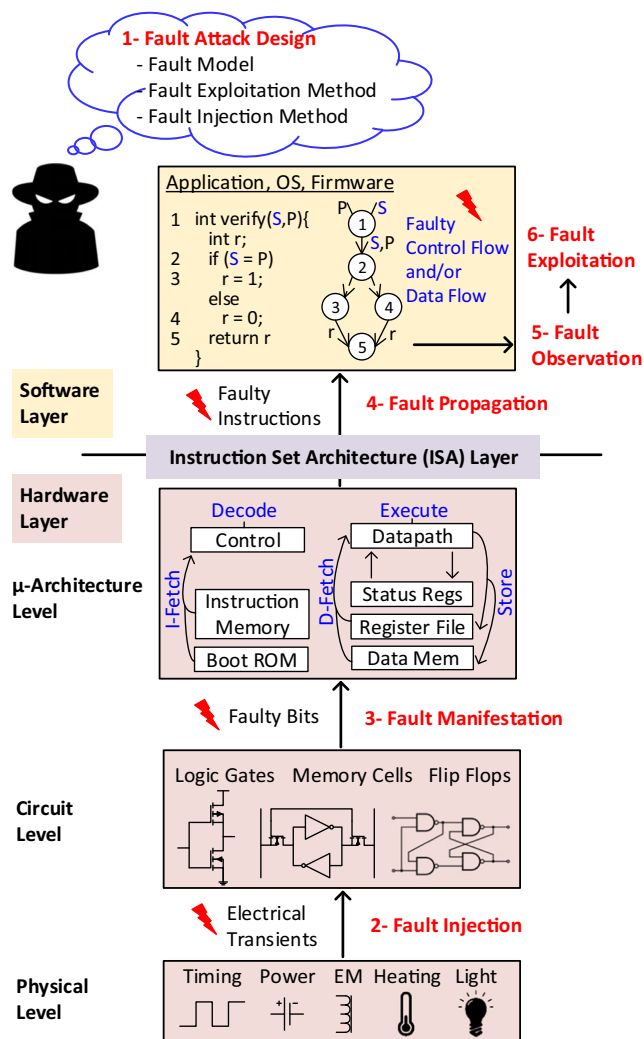 1- Fault Attack Design
- Fault Model
- Fault Exploitation Method
- Fault Injection Method
Application, OS, Firmware
1 int verify(S,P){
int r;
2 if (S = P)
3 r = 1;
else
4 r = 0;
5 return r
}
P S
1
S,P
2
3 4
r r
5
Faulty
Control Flow
and/or
Data Flow
6- Fault
Exploitation
5- Fault
Observation
Software
Layer
Faulty
Instructions
4- Fault Propagation
Instruction Set Architecture (ISA) Layer
Hardware
Layer
μ-Architecture
Level
Decode
Control
I-Fetch
Instruction
Memory
Boot ROM
Execute
Datapath
D-Fetch
Status Regs
Register File
Data Mem
Store
Faulty Bits
3- Fault Manifestation
Circuit
Level
Logic Gates Memory Cells Flip Flops
Electrical
Transients
2- Fault Injection
Physical
Level
Timing Power EM Heating Light
+ -